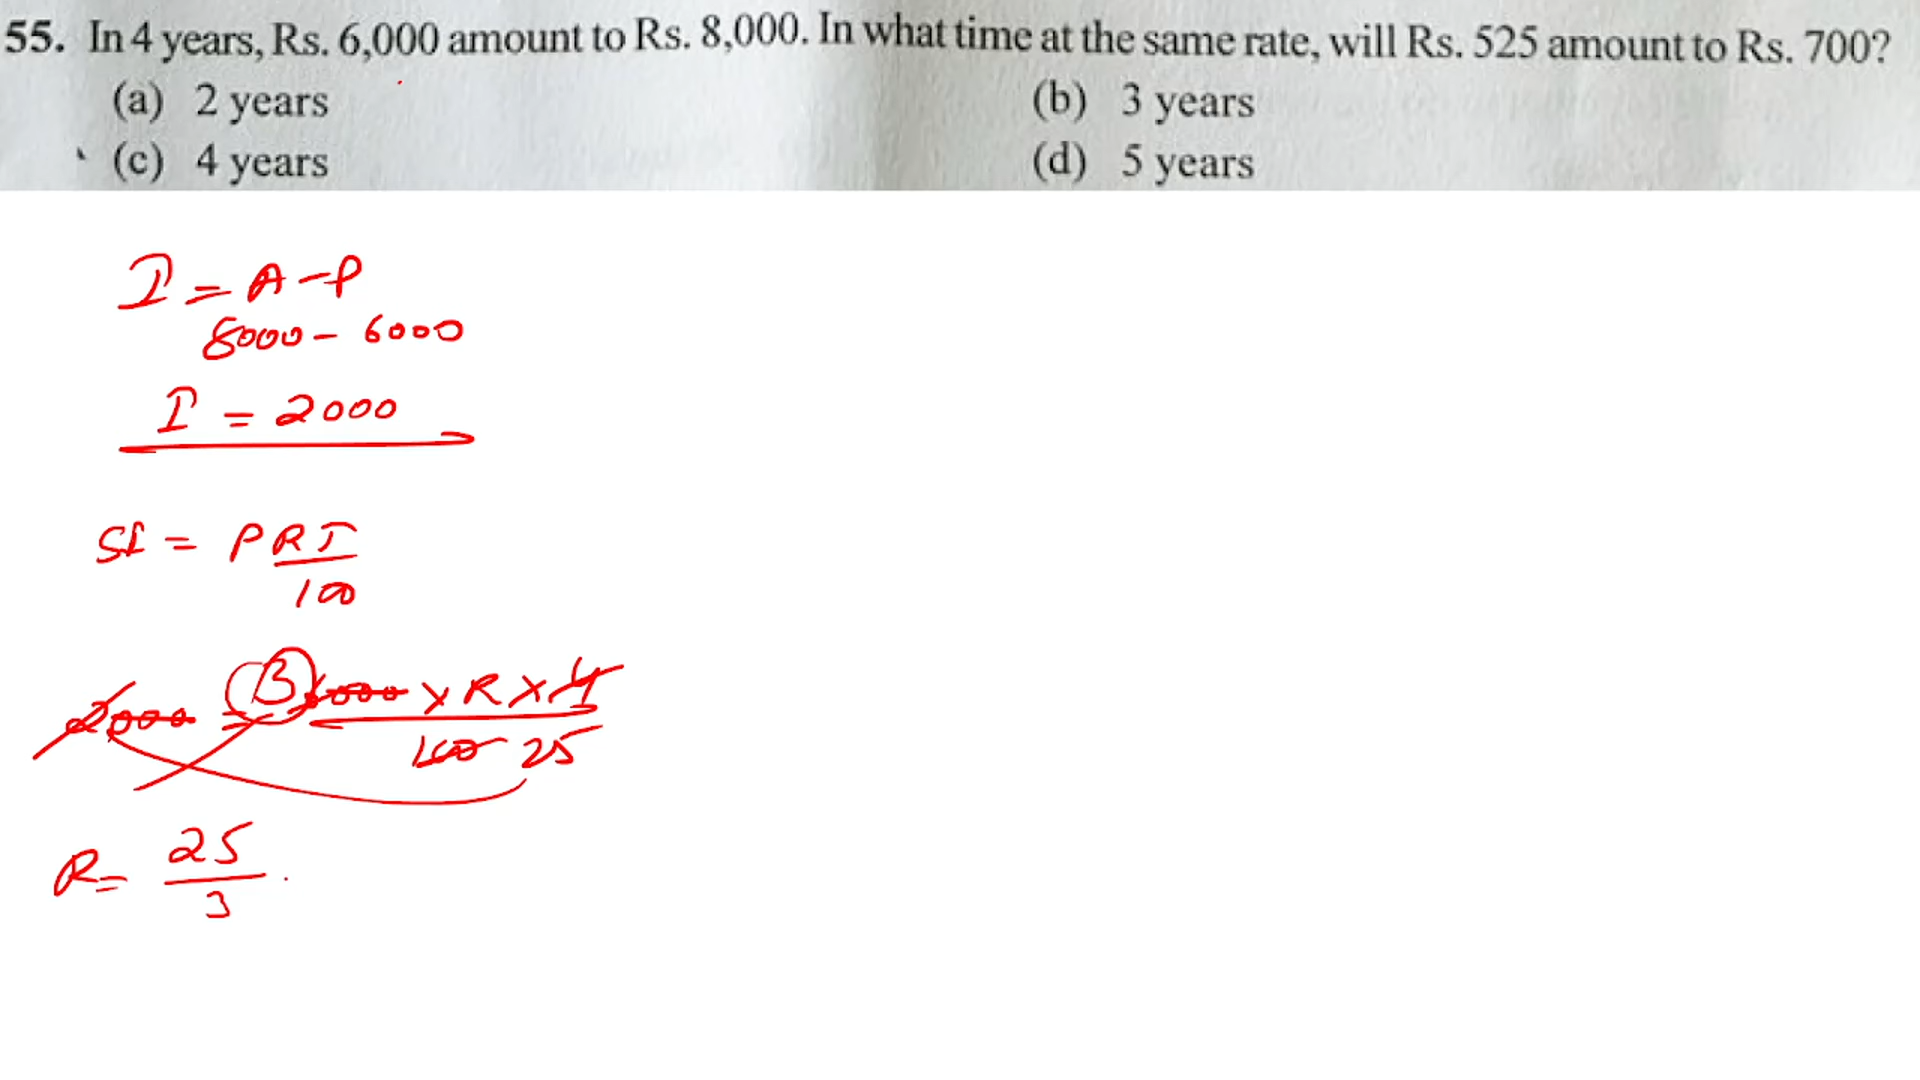 55. In 4 years, Rs. 6,000 amount to Rs. 8,000. In what time at the same rate, will Rs. 525 amount to Rs. 700?
(a) 2 years (b) 3 years
(c) 4 years (d) 5 years
I = A - P
8000 - 6000
I = 2000
SI = PRT
100
2000 = 3 6000 x R x 4
100 25
R = 25
3